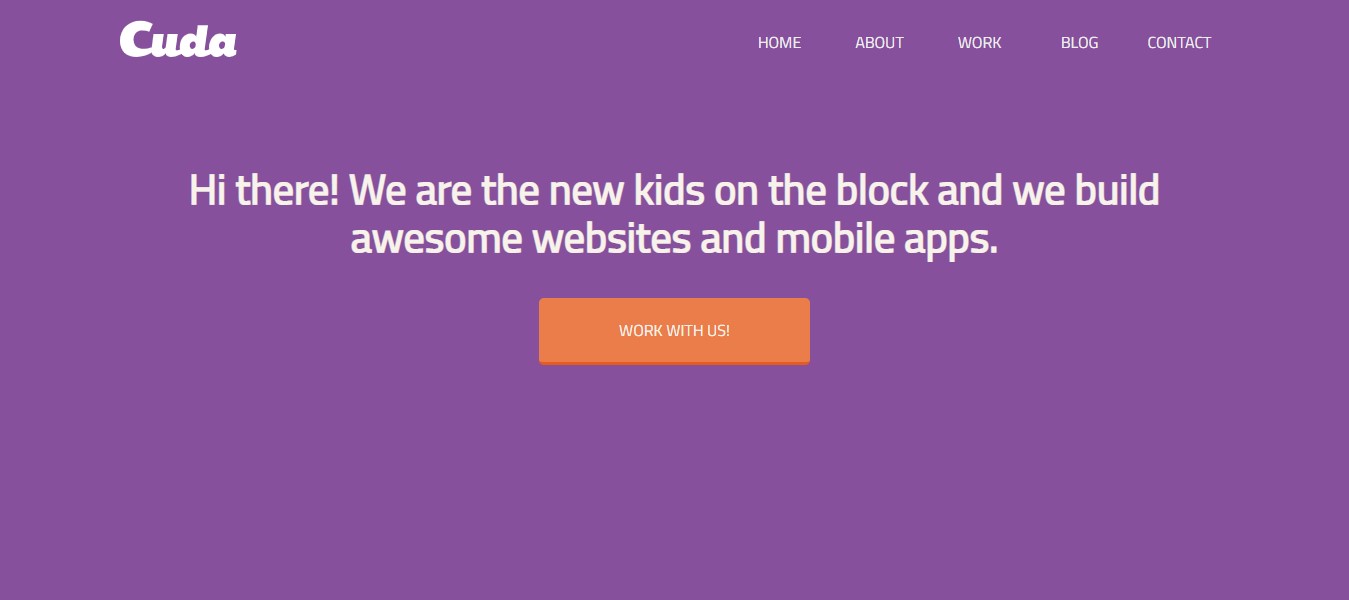 Cuda
HOME ABOUT WORK BLOG CONTACT
Hi there! We are the new kids on the block and we build
awesome websites and mobile apps.
WORK WITH US!